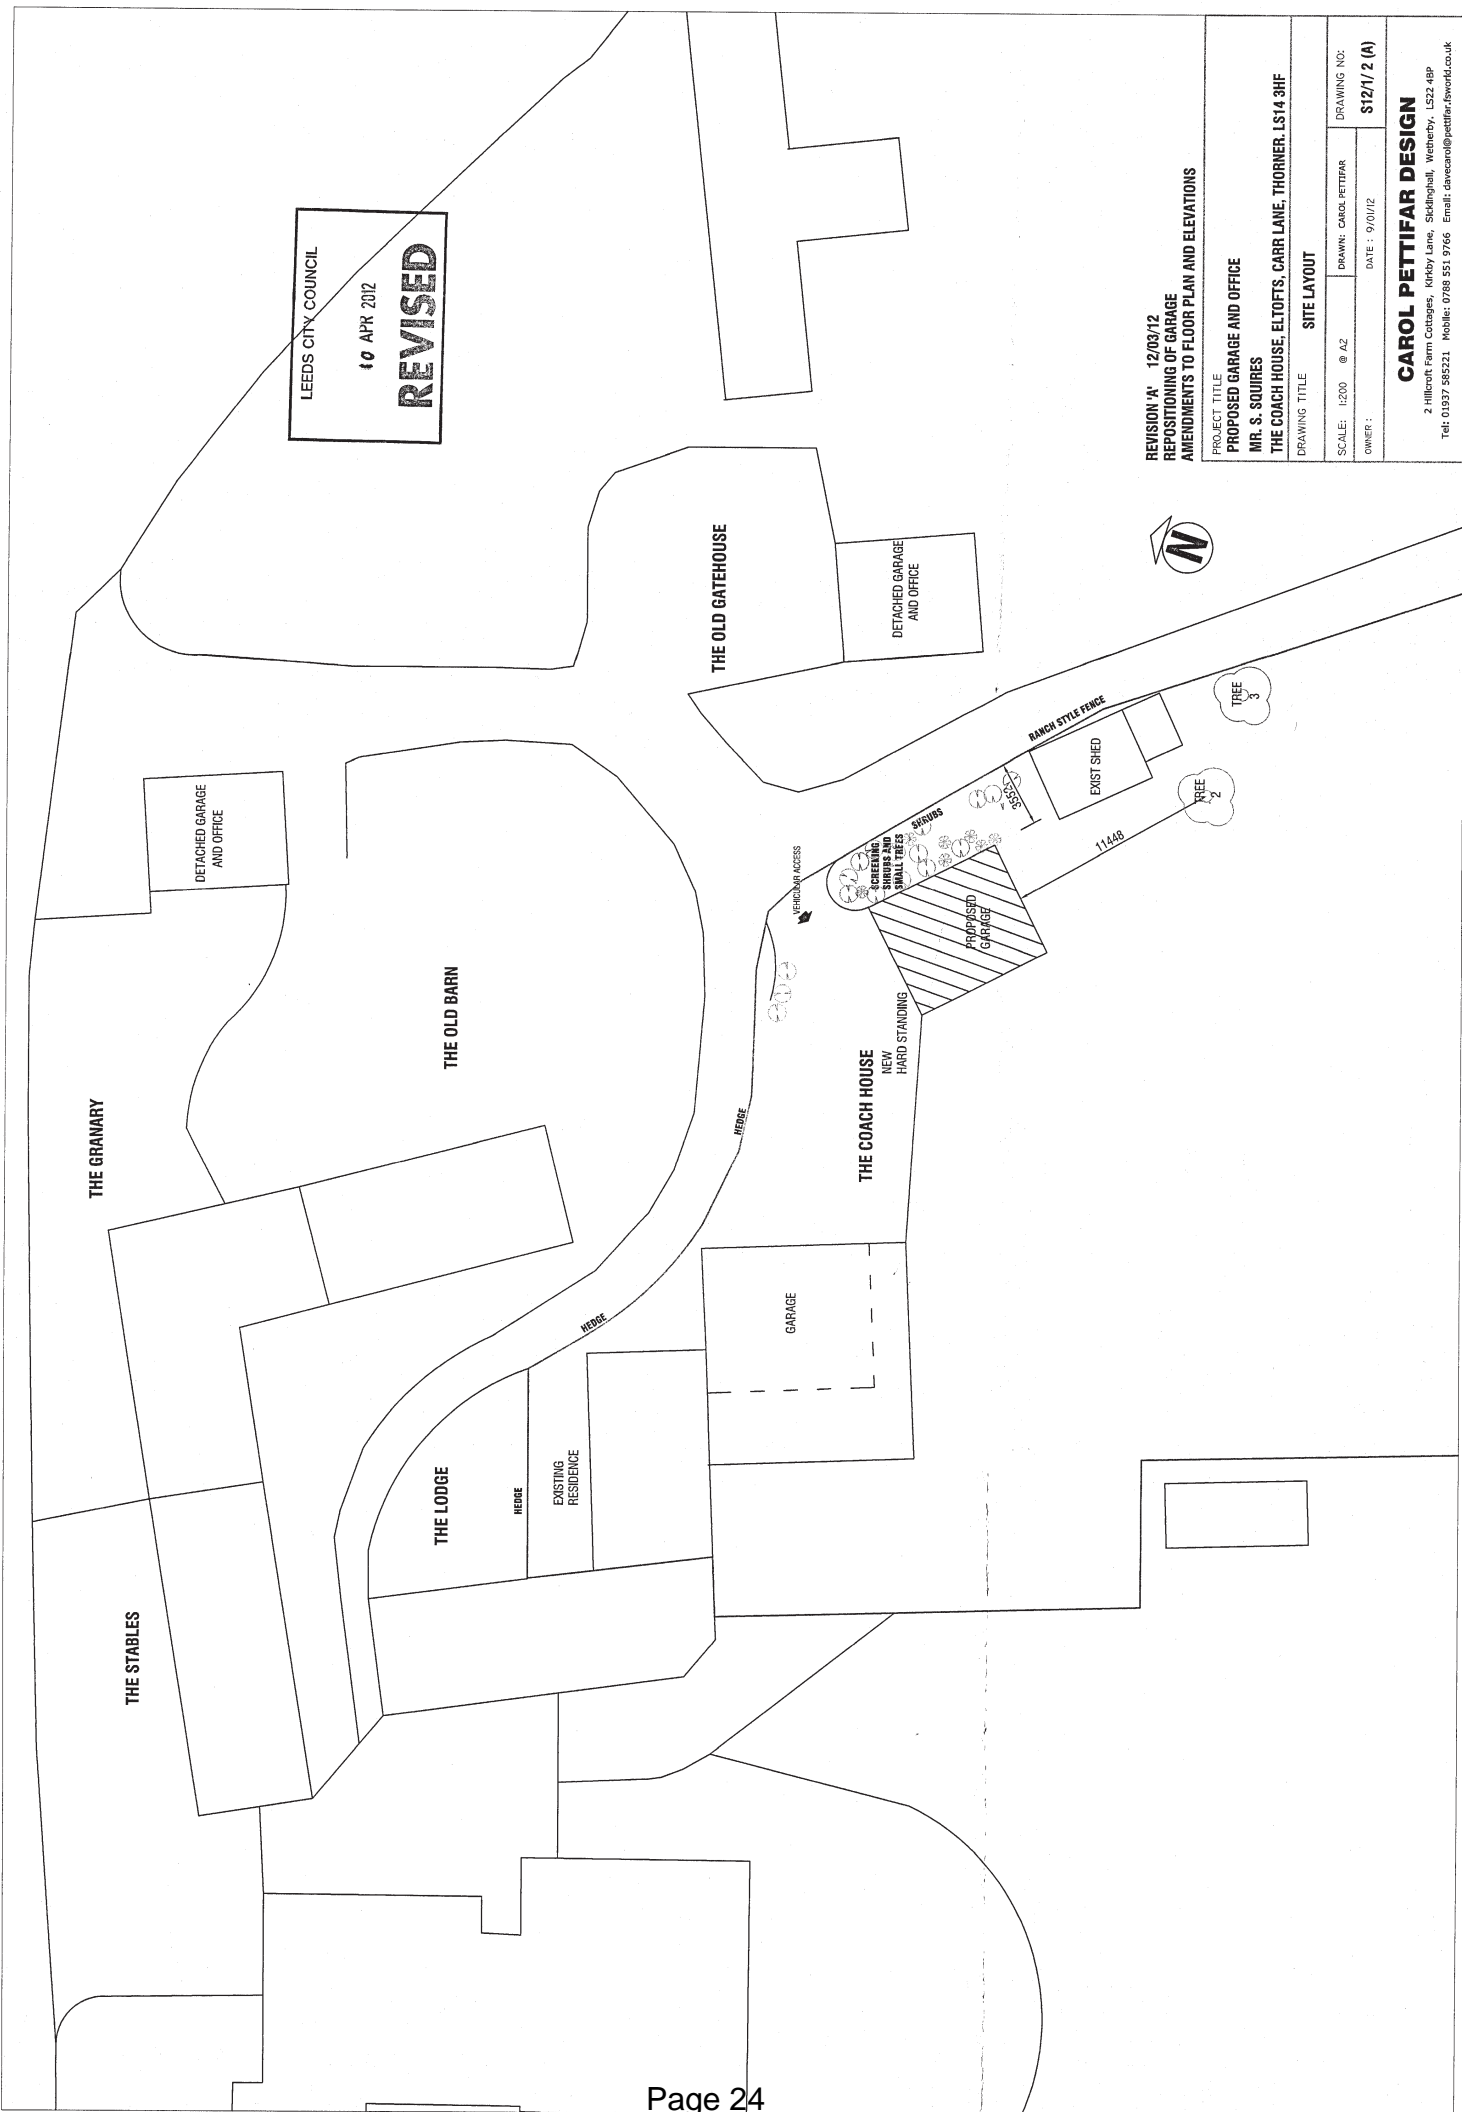 LEEDS CITY COUNCIL
10 APR 2012
REVISED
THE STABLES
THE GRANARY
DETACHED GARAGE
AND OFFICE
THE OLD BARN
THE LODGE
HEDGE
EXISTING
RESIDENCE
HEDGE
HEDGE
THE OLD GATEHOUSE
DETACHED GARAGE
AND OFFICE
GARAGE
THE COACH HOUSE
NEW
HARD STANDING
VEHICULAR ACCESS
SCREENING
SHRUBS AND
SMALL TREES
SHRUBS
PROPOSED
GARAGE
3553
RANCH STYLE FENCE
EXIST SHED
11448
TREE
2
TREE
3
N
REVISION 'A' 12/03/12
REPOSITIONING OF GARAGE
AMENDMENTS TO FLOOR PLAN AND ELEVATIONS
PROJECT TITLE
PROPOSED GARAGE AND OFFICE
MR. S. SQUIRES
THE COACH HOUSE, ELTOFTS, CARR LANE, THORNER. LS14 3HF
DRAWING TITLE SITE LAYOUT
SCALE: 1:200 @ A2
DRAWN: CAROL PETTIFAR
DRAWING NO:
OWNER :
DATE : 9/01/12
S12/1/ 2 (A)
CAROL PETTIFAR DESIGN
2 Hillcroft Farm Cottages, Kirkby Lane, Sicklinghall, Wetherby, LS22 4BP
Tel: 01937 585221 Mobile: 0788 551 9766 Email: davecarol@pettifar.fsworld.co.uk
Page 24